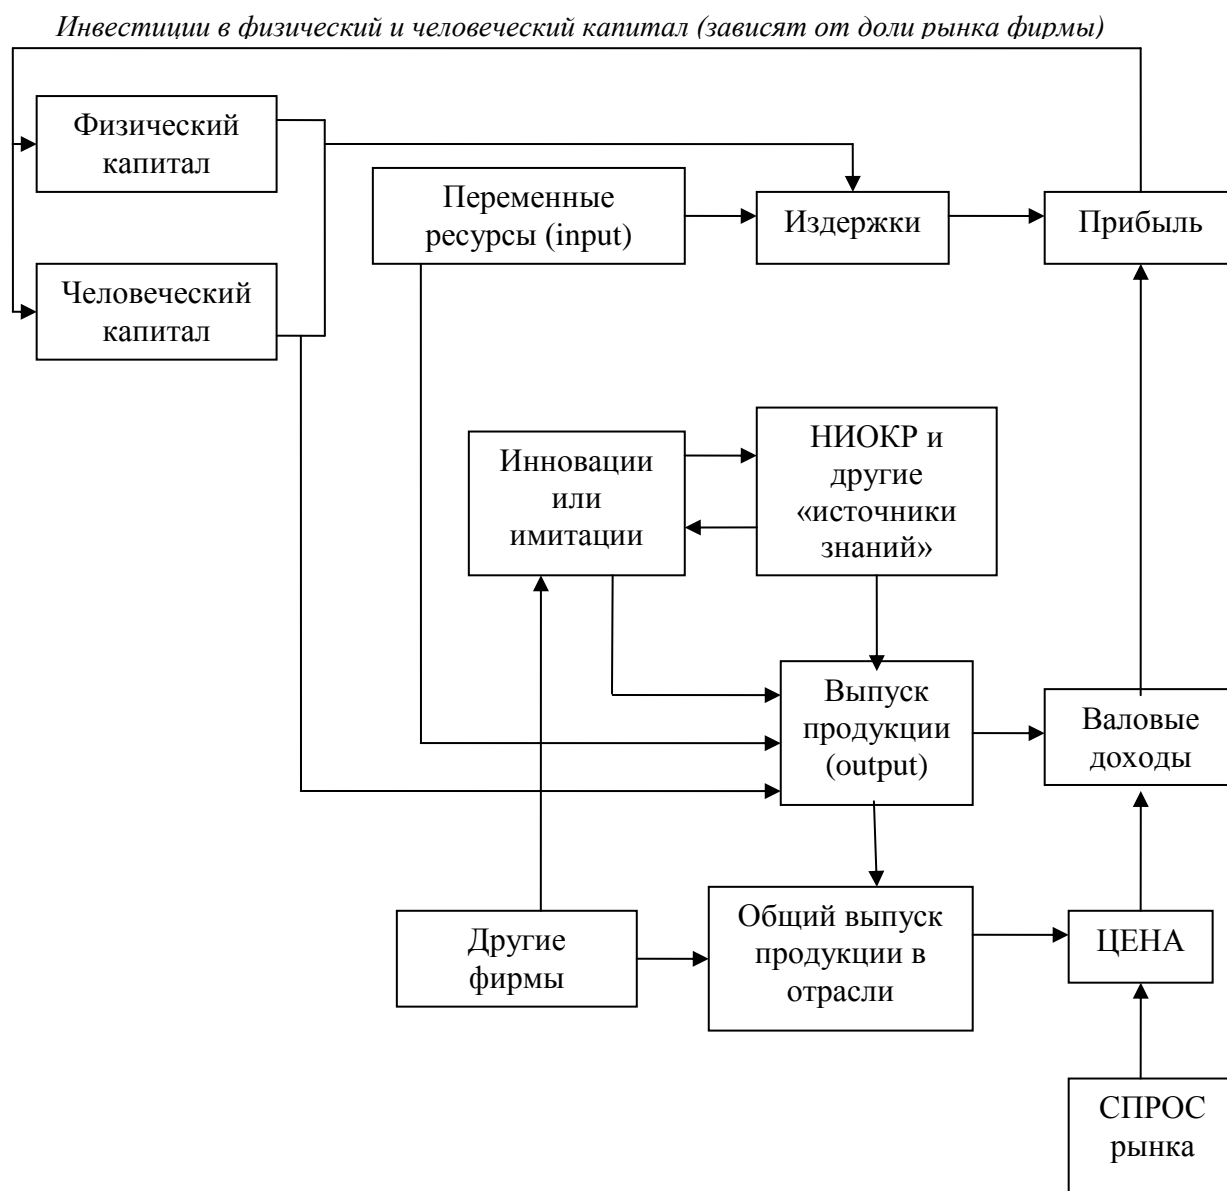 Инвестиции в физический и человеческий капитал (зависят от доли рынка фирмы)
Физический
капитал
Переменные
ресурсы (input)
Издержки
Прибыль
Человеческий
капитал
Инновации
или
имитации
НИОКР и
другие
«источники
знаний»
Выпуск
продукции
(output)
Валовые
доходы
Другие
фирмы
Общий выпуск
продукции в
отрасли
ЦЕНА
СПРОС
рынка